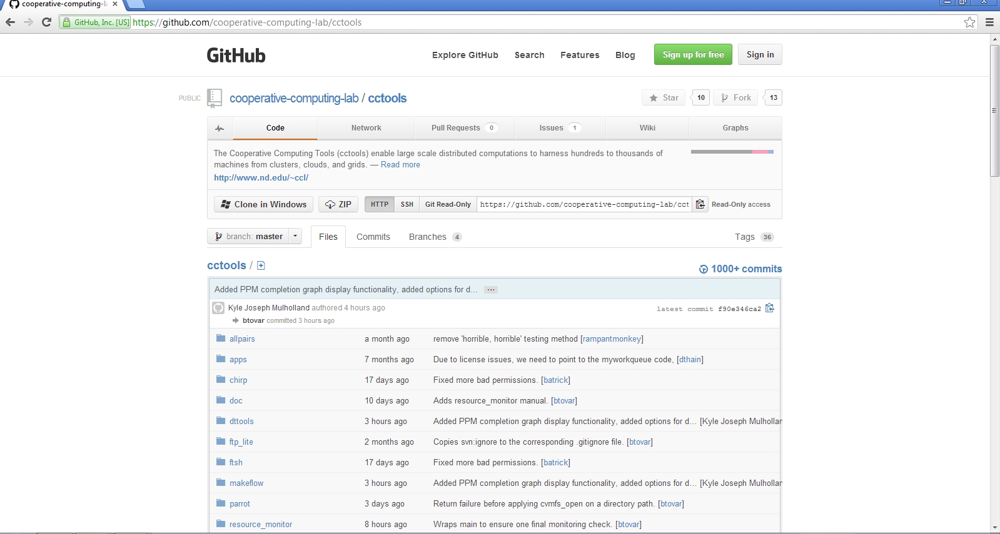 cooperative-computing-la
GitHub, Inc. [US] https://github.com/cooperative-computing-lab/cctools
GitHub Explore GitHub Search Features Blog Sign up for free Sign in
PUBLIC cooperative-computing-lab / cctools Star 10 Fork 13
Code Network Pull Requests 0 Issues 1 Wiki Graphs
The Cooperative Computing Tools (cctools) enable large scale distributed computations to harness hundreds to thousands of
machines from clusters, clouds, and grids. — Read more
http://www.nd.edu/~ccl/
Clone in Windows ZIP HTTP SSH Git Read-Only https://github.com/cooperative-computing-lab/cct Read-Only access
branch: master Files Commits Branches 4 Tags 36
cctools /
1000+ commits
Added PPM completion graph display functionality, added options for d... ...
Kyle Joseph Mulholland authored 4 hours ago latest commit f90e346ca2
btovar committed 3 hours ago
allpairs a month ago remove 'horrible, horrible' testing method [rampantmonkey]
apps 7 months ago Due to license issues, we need to point to the myworkqueue code, [dthain]
chirp 17 days ago Fixed more bad permissions. [batrick]
doc 10 days ago Adds resource_monitor manual. [btovar]
dttools 3 hours ago Added PPM completion graph display functionality, added options for d... [Kyle Joseph Mulhollan
ftp_lite 2 months ago Copies svn:ignore to the corresponding .gitignore file. [btovar]
ftsh 17 days ago Fixed more bad permissions. [batrick]
makeflow 3 hours ago Added PPM completion graph display functionality, added options for d... [Kyle Joseph Mulhollan
parrot 3 days ago Return failure before applying cvmfs_open on a directory path. [btovar]
resource_monitor 8 hours ago Wraps main to ensure one final monitoring check. [btovar]